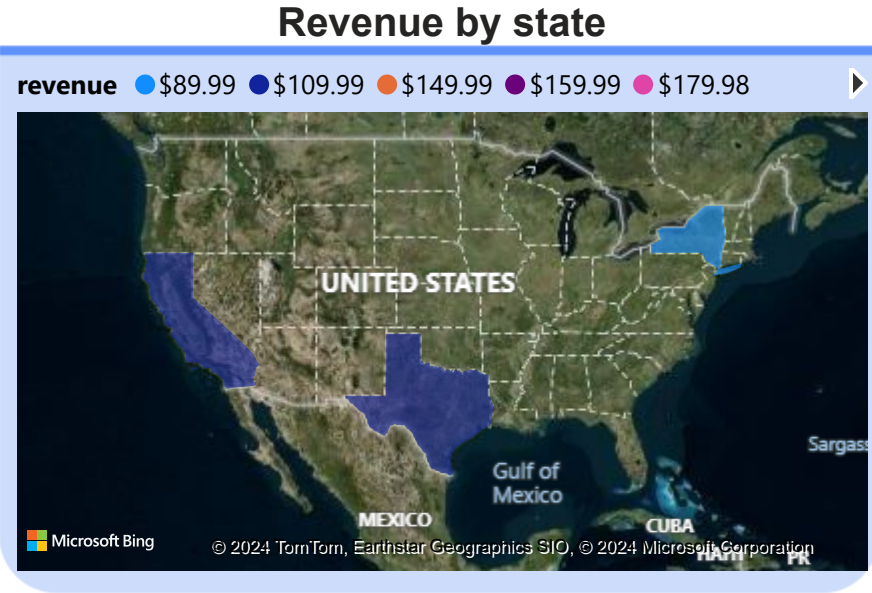 Revenue by state
revenue $89.99 $109.99 $149.99 $159.99 $179.98
UNITED STATES
Sargass
Gulf of
Mexico
MEXICO
CUBA
Microsoft Bing
© 2024 TomTom, Earthstar Geographics SIO, © 2024 Microsoft Corporation
HAITI
PR